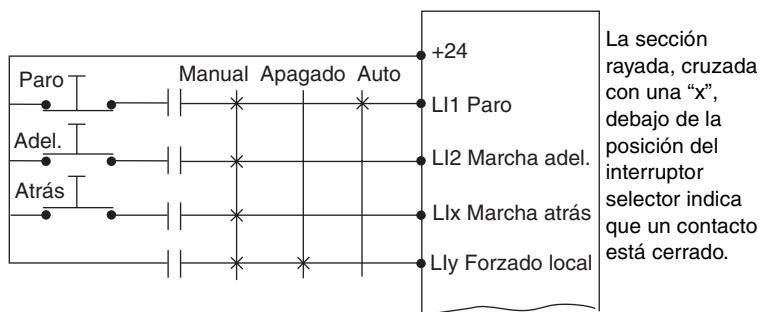 +24
Paro
Manual Apagado Auto
LI1 Paro
Adel.
LI2 Marcha adel.
Atrás
LIx Marcha atrás
LIy Forzado local
La sección
rayada, cruzada
con una “x”,
debajo de la
posición del
interruptor
selector indica
que un contacto
está cerrado.